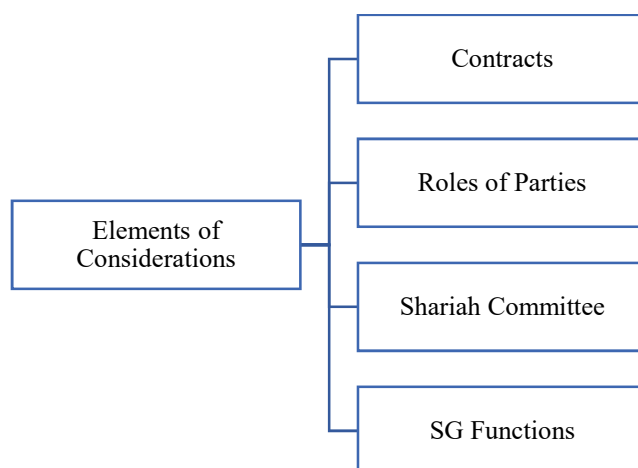 Contracts
Roles of Parties
Elements of
Considerations
Shariah Committee
SG Functions